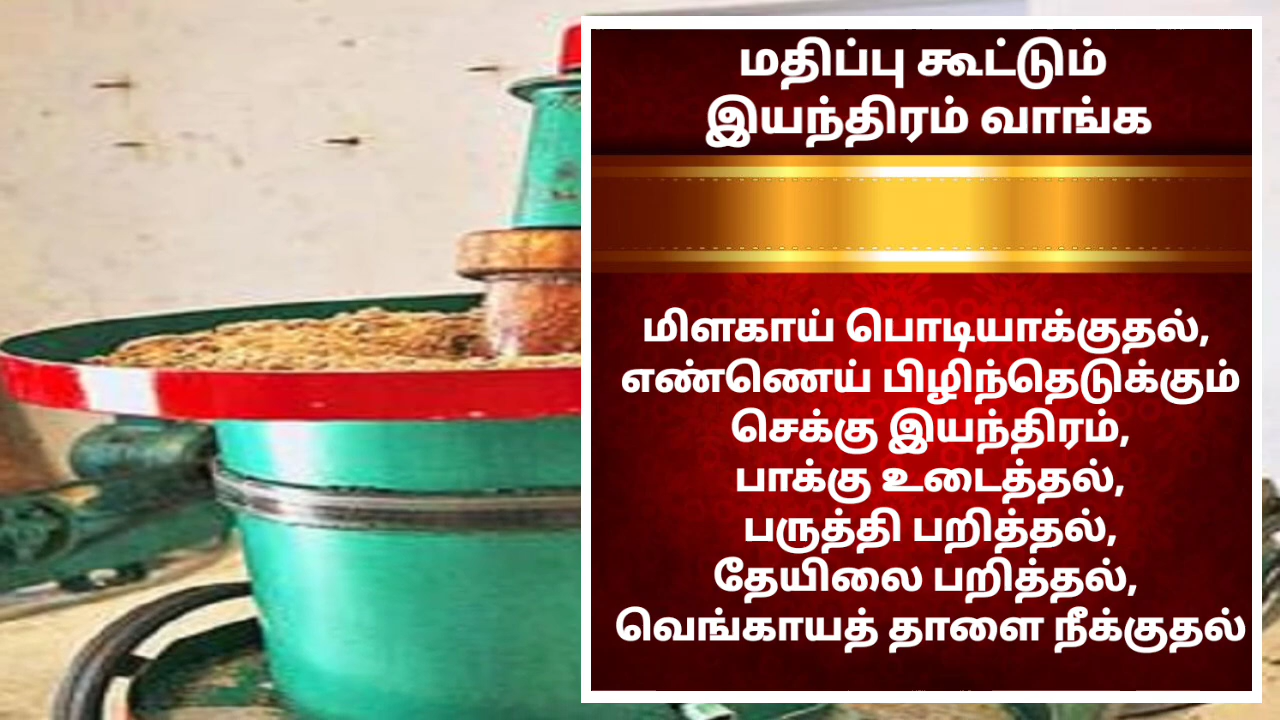 மதிப்பு கூட்டும்
இயந்திரம் வாங்க
மிளகாய் பொடியாக்குதல்,
எண்ணெய் பிழிந்தெடுக்கும்
செக்கு இயந்திரம்,
பாக்கு உடைத்தல்,
பருத்தி பறித்தல்,
தேயிலை பறித்தல்,
வெங்காயத் தாளை நீக்குதல்